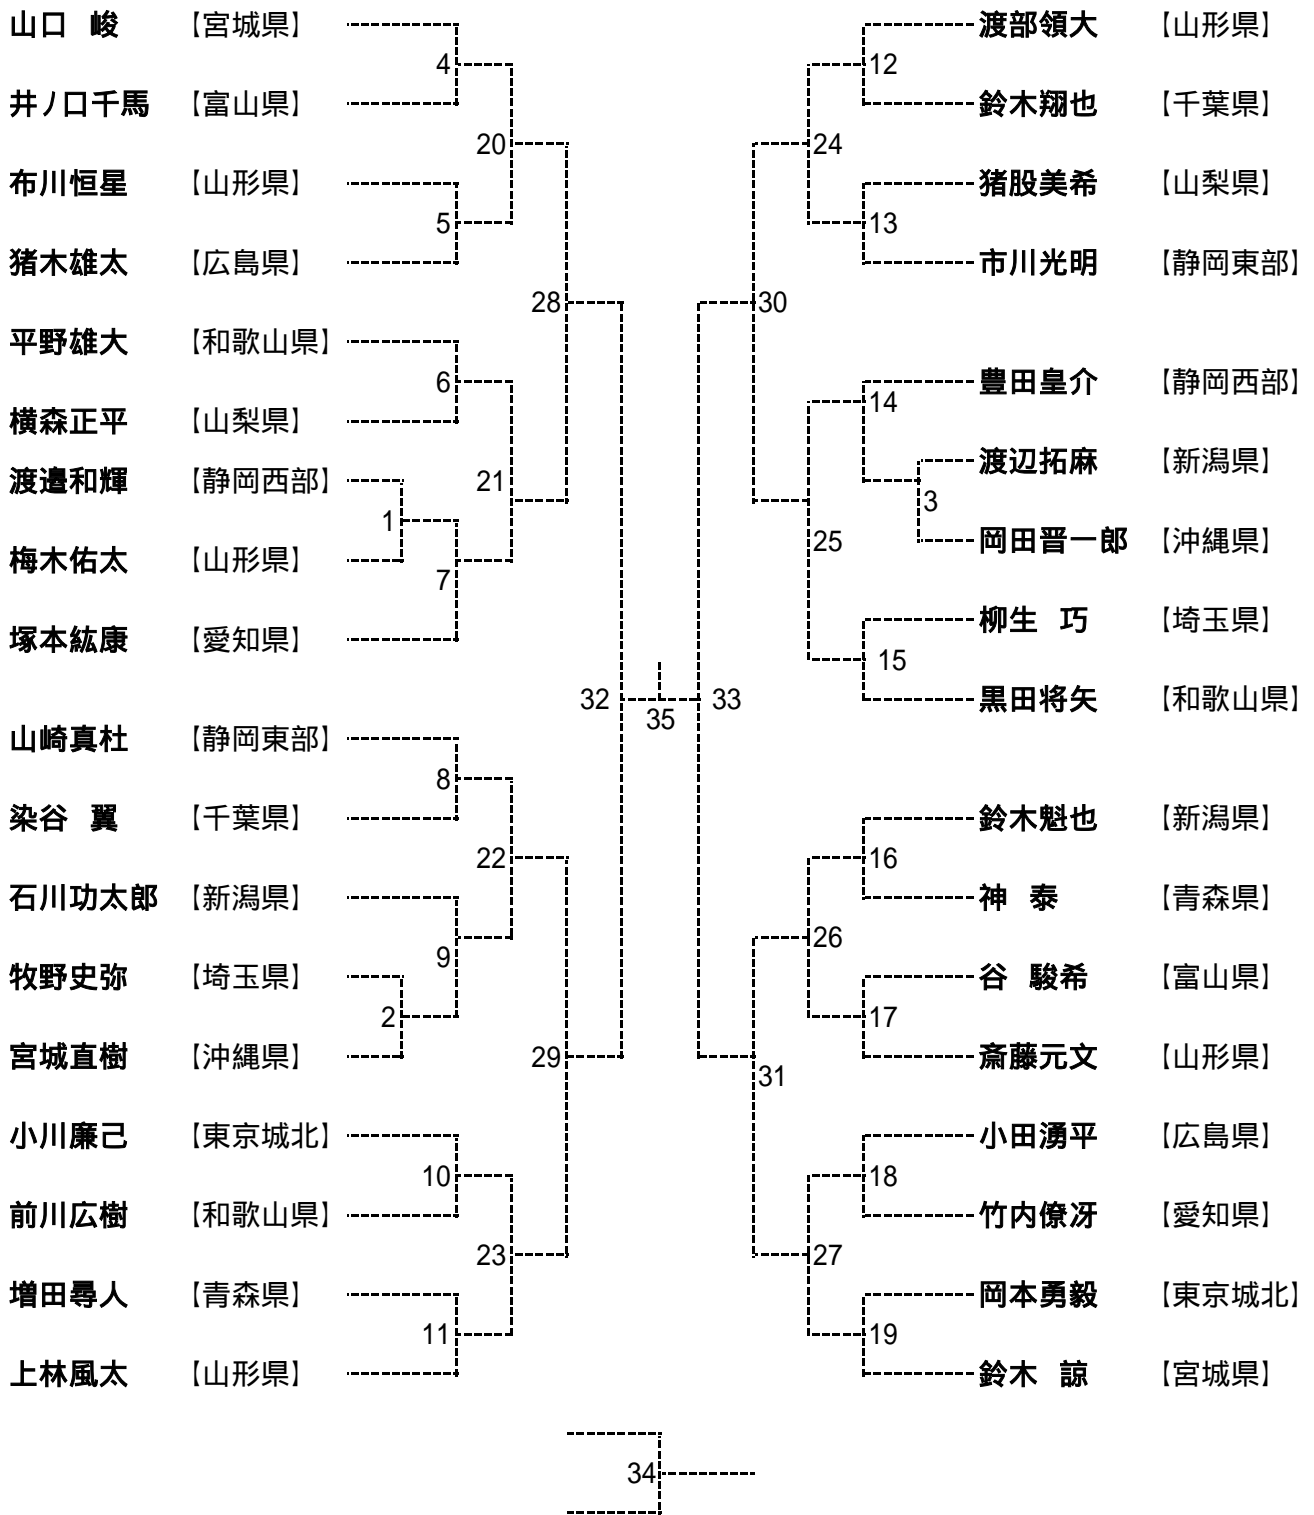 山口 峻 【宮城県】
4
井ノ口千馬 【富山県】
20
布川恒星 【山形県】
5
猪木雄太 【広島県】
28
平野雄大 【和歌山県】
6
横森正平 【山梨県】
渡邉和輝 【静岡西部】
21
1
梅木佑太 【山形県】
7
塚本紘康 【愛知県】
32
山崎真杜 【静岡東部】
8
染谷 翼 【千葉県】
22
石川功太郎 【新潟県】
9
牧野史弥 【埼玉県】
2
宮城直樹 【沖縄県】
29
小川廉己 【東京城北】
10
前川広樹 【和歌山県】
23
増田尋人 【青森県】
11
上林風太 【山形県】
渡部領大 【山形県】
12
鈴木翔也 【千葉県】
24
猪股美希 【山梨県】
13
市川光明 【静岡東部】
30
豊田皇介 【静岡西部】
14
渡辺拓麻 【新潟県】
3
岡田晋一郎 【沖縄県】
25
柳生 巧 【埼玉県】
15
黒田将矢 【和歌山県】
33
35
鈴木魁也 【新潟県】
16
神 泰 【青森県】
26
谷 駿希 【富山県】
17
斎藤元文 【山形県】
31
小田湧平 【広島県】
18
竹内僚冴 【愛知県】
27
岡本勇毅 【東京城北】
19
鈴木 諒 【宮城県】
34